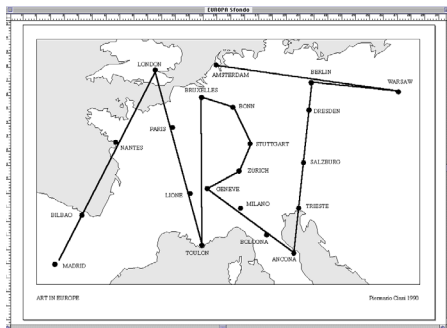 EUROPA Sfondo
LONDON
AMSTERDAM
BERLIN
WARSAW
BRUXELLES
BONN
DRESDEN
PARIS
NANTES
STUTTGART
SALZBURG
ZURICH
LIONE
GENEVE
MILANO
TRIESTE
BILBAO
BOLOGNA
TOULON
ANCONA
MADRID
ART IN EUROPE
Piermario Ciani 1990